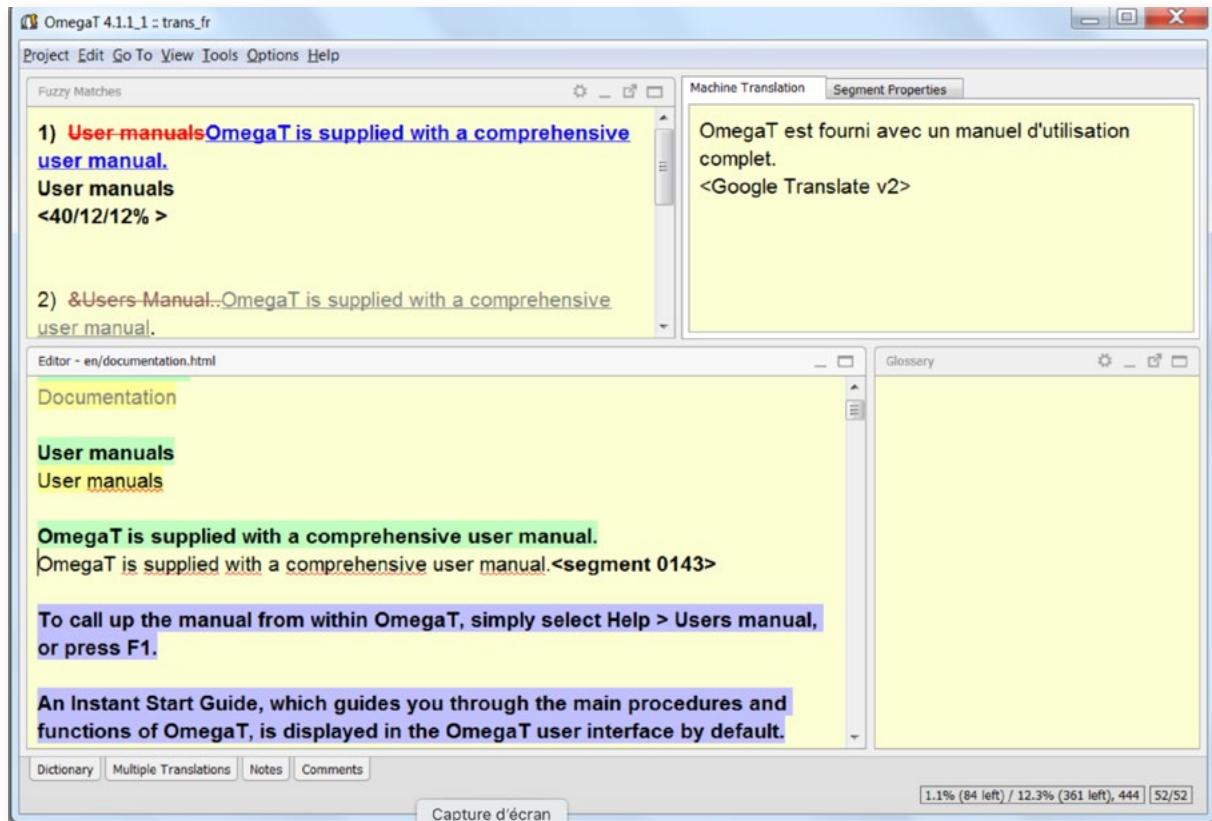 OmegaT 4.1.1_1 :: trans_fr
Project Edit Go To View Tools Options Help
Fuzzy Matches
1) User manualsOmegaT is supplied with a comprehensive
user manual.
User manuals
<40/12/12% >
2) &Users Manual..OmegaT is supplied with a comprehensive
user manual.
Machine Translation Segment Properties
OmegaT est fourni avec un manuel d'utilisation
complet.
<Google Translate v2>
Editor - en/documentation.html
Documentation
User manuals
User manuals
OmegaT is supplied with a comprehensive user manual.
OmegaT is supplied with a comprehensive user manual.<segment 0143>
To call up the manual from within OmegaT, simply select Help > Users manual,
or press F1.
An Instant Start Guide, which guides you through the main procedures and
functions of OmegaT, is displayed in the OmegaT user interface by default.
Glossary
Dictionary Multiple Translations Notes Comments
1.1% (84 left) / 12.3% (361 left), 444 52/52
Capture d'écran